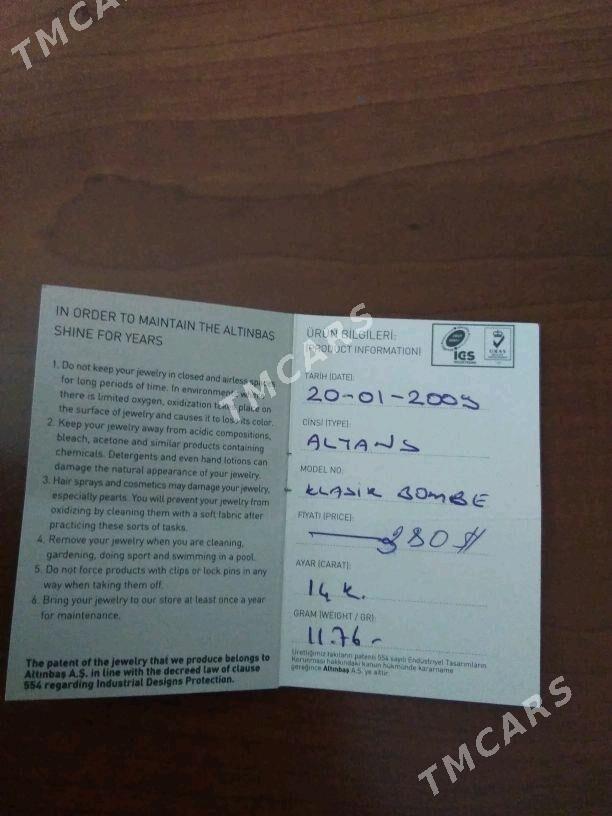 TMCARS
IN ORDER TO MAINTAIN THE ALTINBAS
SHINE FOR YEARS
1. Do not keep your jewelry in closed and airless
for long periods of time. In environments
there is limited oxygen, oxidization place on
the surface of jewelry and causes it to lose its color.
2. Keep your jewelry away from acidic compositions,
bleach, acetone and similar products containing
chemicals. Detergents and even hand lotions can
damage the natural appearance of your jewelry.
3. Hair sprays and cosmetics may damage your jewelry,
especially pearls. You will prevent your jewelry from
oxidizing by cleaning them with a soft fabric after
practicing these sorts of tasks.
4. Remove your jewelry when you are cleaning,
gardening, doing sport and swimming in a pool.
5. Do not force products with clips or lock pins in any
way when taking them off.
6. Bring your jewelry to our store at least once a year
for maintenance.
The patent of the jewelry that we produce belongs to
Altınbaş A.Ş. in line with the decreed law of clause
554 regarding Industrial Designs Protection.
TMCARS
ÜRÜN BİLGİLERİ:
(PRODUCT INFORMATION)
ICS
UKAS
TARİH (DATE):
20-01-2009
CİNSİ (TYPE):
ALYANS
MODEL NO:
KLASİK BOMBE
FİYATI (PRICE):
380 $
AYAR (CARAT):
14 K.
GRAM (WEIGHT / GR):
11.76-
Ürettiğimiz takıların patenti 554 sayılı Endüstriyel Tasarımların
Korunması hakkındaki kanun hükmünde kararname
gereğince Altınbaş A.Ş.'ye aittir.
TMCARS